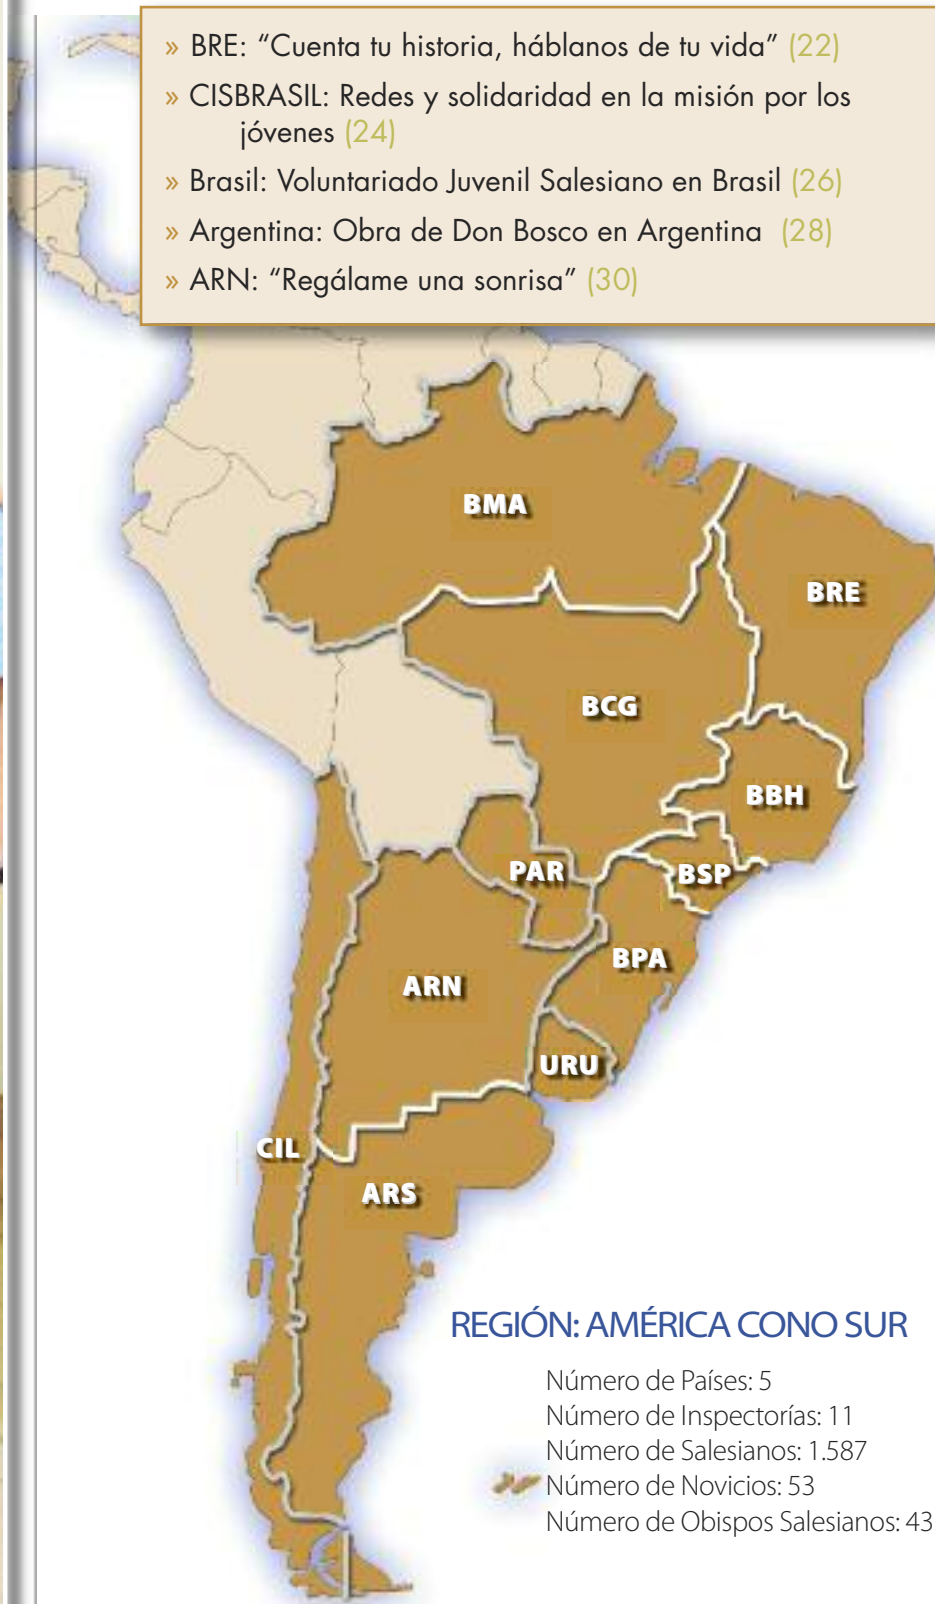 » BRE: “Cuenta tu historia, háblanos de tu vida” (22)
» CISBRASIL: Redes y solidaridad en la misión por los
jóvenes (24)
» Brasil: Voluntariado Juvenil Salesiano en Brasil (26)
» Argentina: Obra de Don Bosco en Argentina (28)
» ARN: “Regálame una sonrisa” (30)
BMA
BRE
BCG
BBH
PAR
BSP
BPA
ARN
URU
CIL
ARS
REGIÓN: AMÉRICA CONO SUR
Número de Países: 5
Número de Inspectorías: 11
Número de Salesianos: 1.587
Número de Novicios: 53
Número de Obispos Salesianos: 43